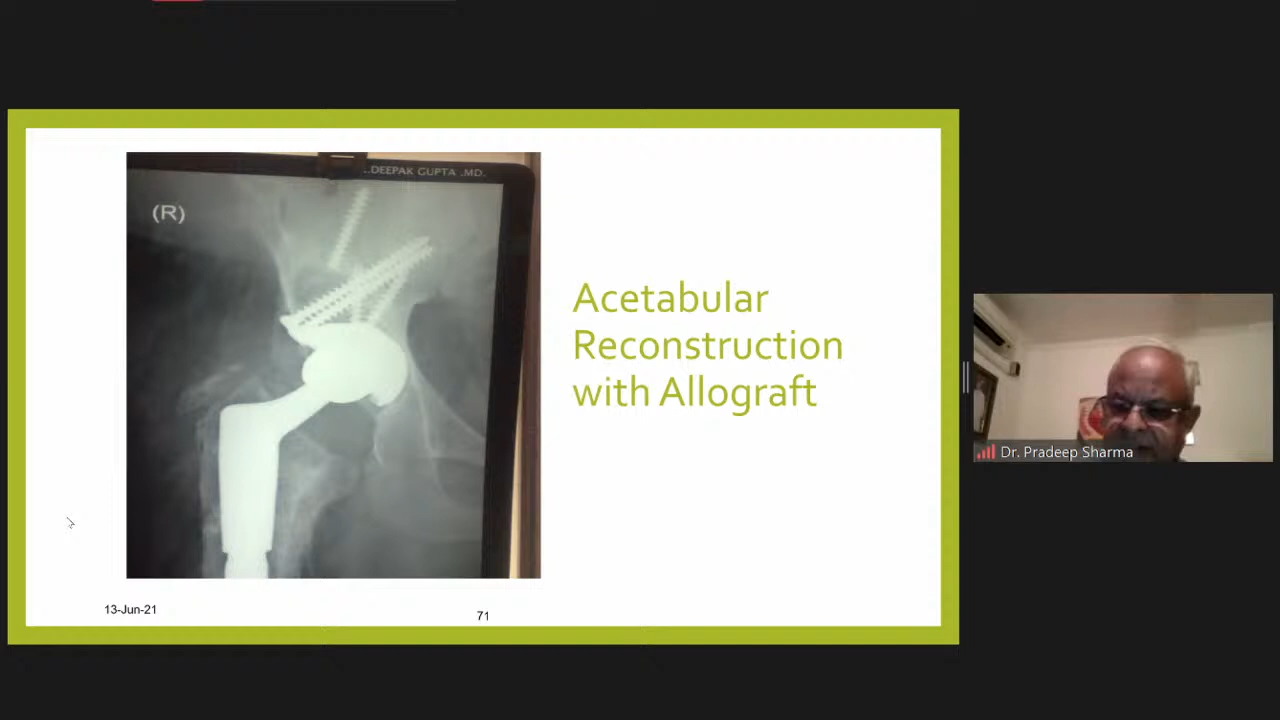 ..DEEPAK GUPTA .MD.
(R)
Acetabular
Reconstruction
with Allograft
13-Jun-21
71
Dr. Pradeep Sharma